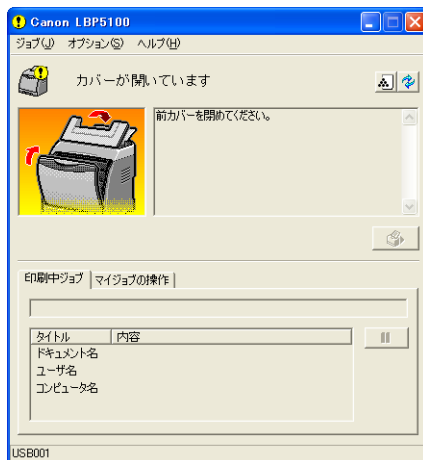 Canon LBP5100
ジョブ(J) オプション(S) ヘルプ(H)
カバーが開いています
前カバーを閉めてください。
印刷中ジョブ マイジョブの操作
タイトル 内容
ドキュメント名
ユーザ名
コンピュータ名
USB001